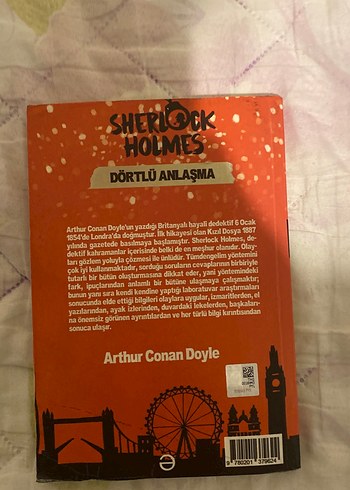 SHERLOCK
HOLMES
DÖRTLÜ ANLAŞMA
Arthur Conan Doyle'un yazdığı Britanyalı hayali dedektif 6 Ocak
1854'de Londra'da doğmuştur. İlk hikayesi olan Kızıl Dosya 1887
yılında gazetede basılmaya başlamıştır. Sherlock Holmes, de-
dektif kahramanlar içerisinde belki de em meşhur olanıdır. Olay-
ları gözlem yoluyla çözmesi ile ünlüdür. Tümdengelim yöntemini
çok iyi kullanmaktadır, sorduğu soruların cevaplarının birbiriyle
tutarlı bir bütün oluşturmasına dikkat eder, yani yöntemindeki
fark, ipuçlarından anlamlı bir bütüne ulaşmaya çalışmaktır;
bunun yanı sıra kendi kendine yaptığı laboratuvar araştırmaları
sonucunda elde ettiği bilgileri olaylara uygular, izmaritlerden, el
yazılarından, ayak izlerinden, duvardaki lekelerden, başkaları-
na önemsiz görünen ayrıntılardan ve her türlü bilgi kırıntısından
sonuca ulaşır.
Arthur Conan Doyle
9 780201 379624